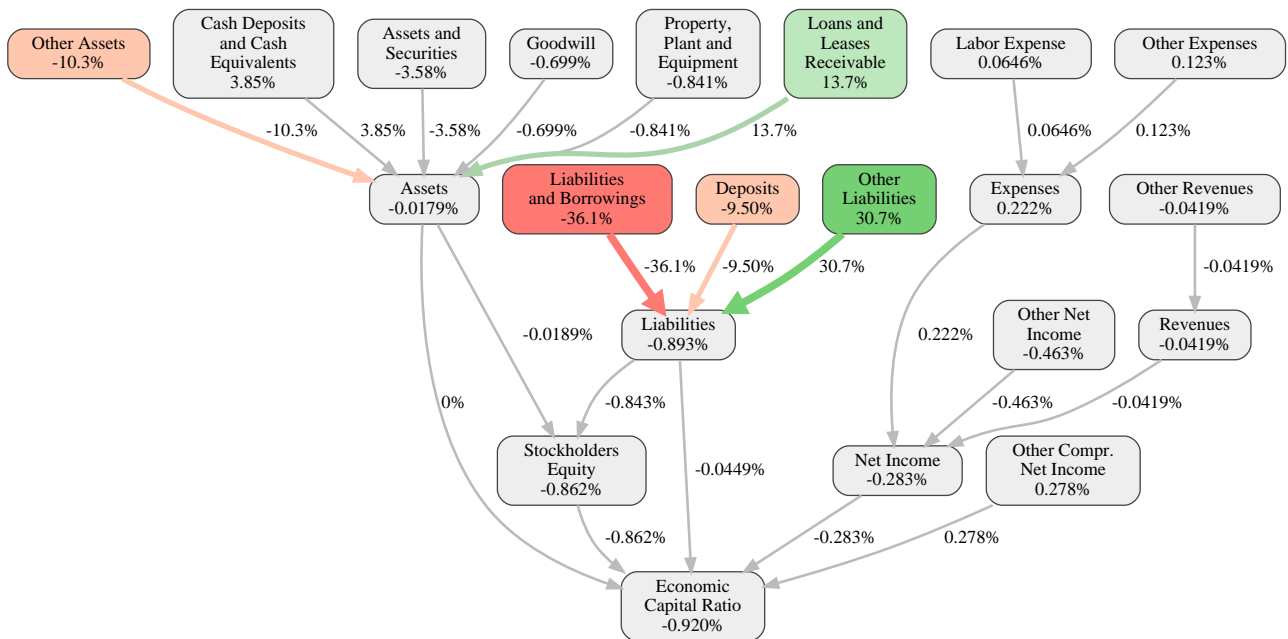 Other Assets
-10.3%
Cash Deposits
and Cash
Equivalents
3.85%
Assets and
Securities
-3.58%
Goodwill
-0.699%
Property,
Plant and
Equipment
-0.841%
Loans and
Leases
Receivable
13.7%
Labor Expense
0.0646%
Other Expenses
0.123%
-10.3%
3.85%
-3.58%
-0.699%
-0.841%
13.7%
0.0646%
0.123%
Assets
-0.0179%
Liabilities
and Borrowings
-36.1%
Deposits
-9.50%
Other
Liabilities
30.7%
Expenses
0.222%
Other Revenues
-0.0419%
-36.1%
-9.50%
30.7%
-0.0419%
-0.0189%
Liabilities
-0.893%
0.222%
Other Net
Income
-0.463%
Revenues
-0.0419%
0%
-0.843%
-0.0449%
-0.463%
-0.0419%
Stockholders
Equity
-0.862%
Net Income
-0.283%
Other Compr.
Net Income
0.278%
-0.862%
-0.283%
0.278%
Economic
Capital Ratio
-0.920%